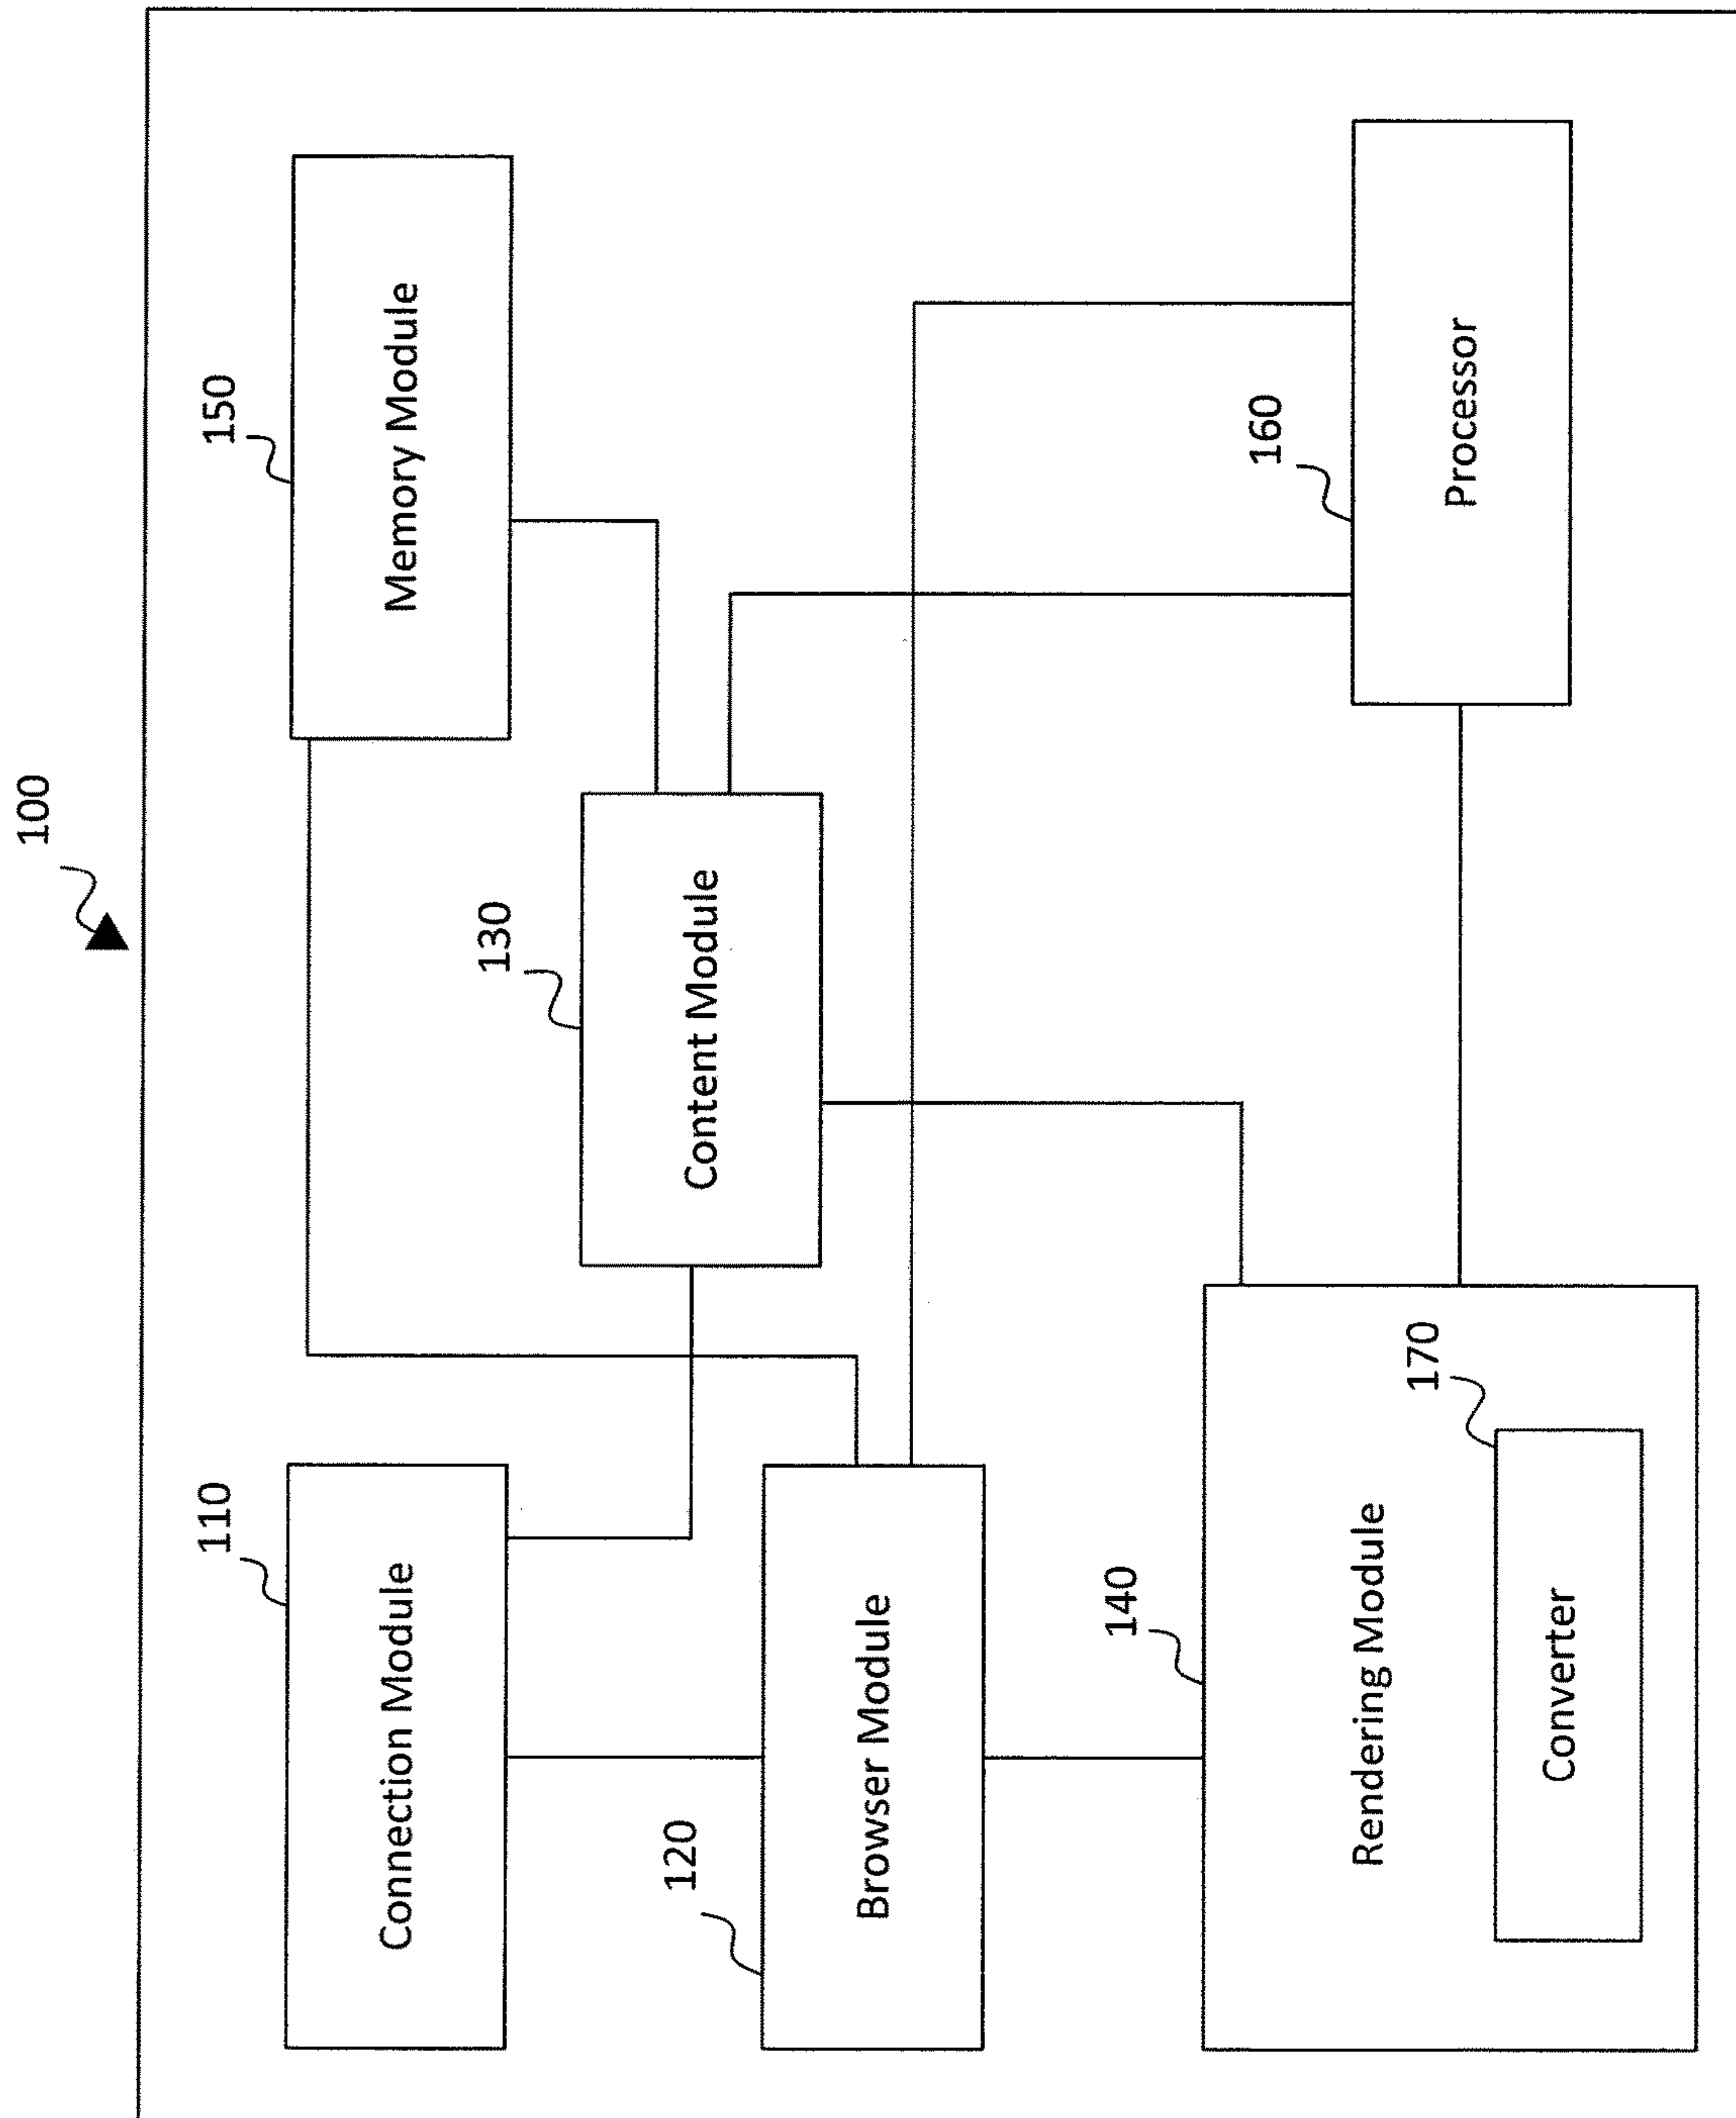 100
110
Connection Module
150
Memory Module
130
Content Module
120
Browser Module
140
Rendering Module
170
Converter
160
Processor